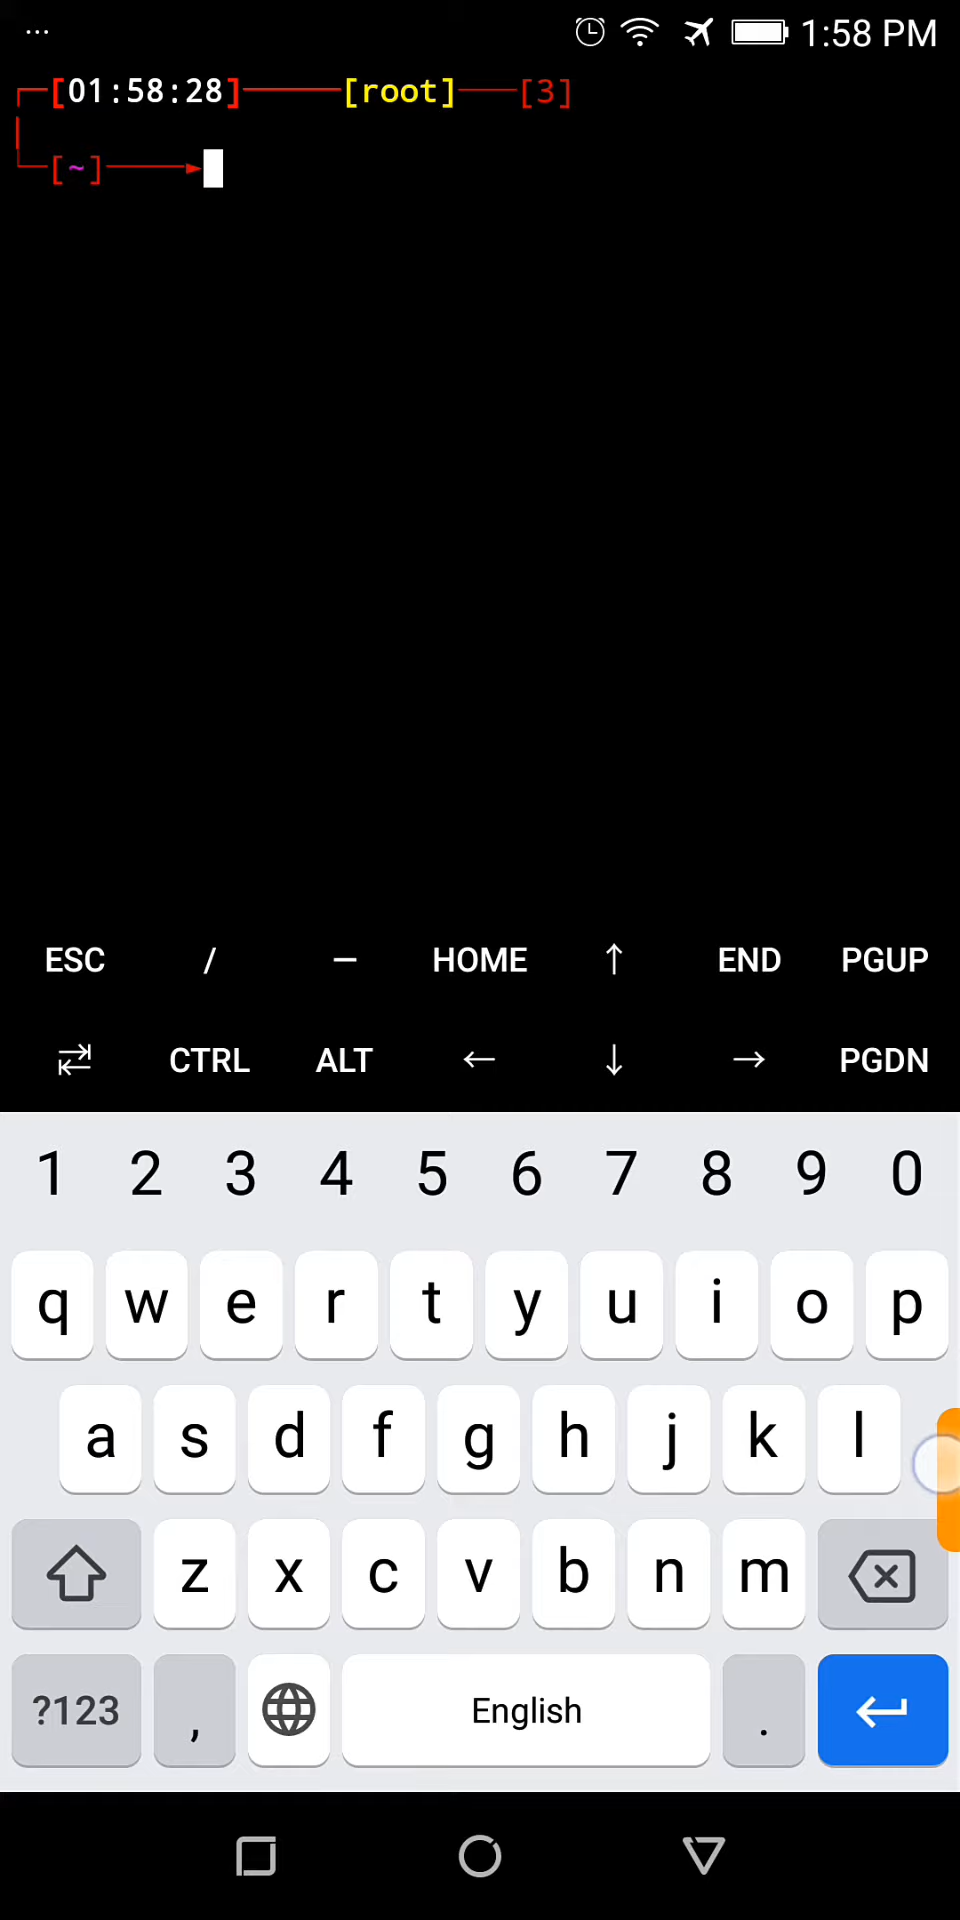 ... 1:58 PM
[01:58:28] [root] [3]
[~]
ESC / — HOME ↑ END PGUP
CTRL ALT ← ↓ → PGDN
1 2 3 4 5 6 7 8 9 0
q w e r t y u i o p
a s d f g h j k l
z x c v b n m
?123 , English .